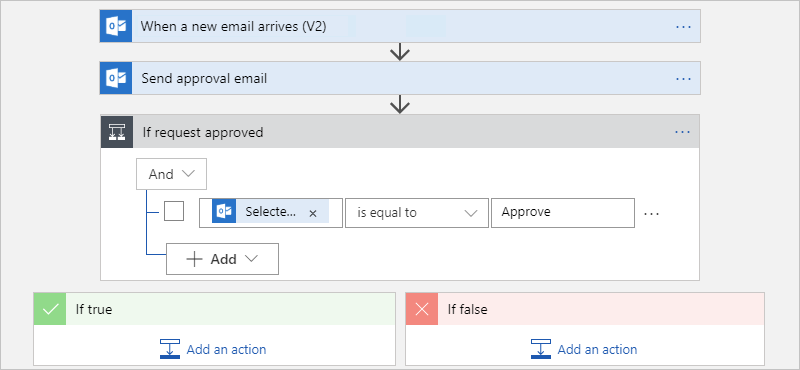 When a new email arrives (V2)
Send approval email
If request approved
And
Selecte... × is equal to Approve
Add
If true
If false
Add an action
Add an action